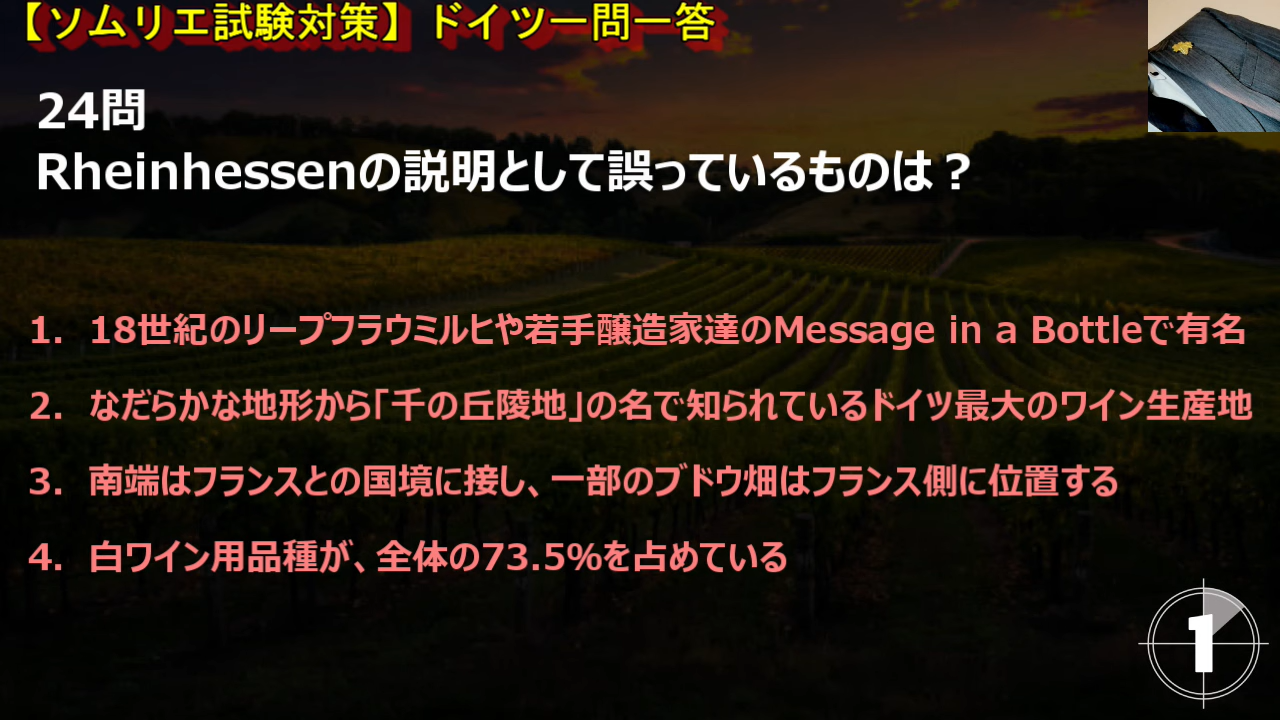 【ソムリエ試験対策】ドイツ一問一答
24問
Rheinhessenの説明として誤っているものは？
1. 18世紀のリープフラウミルヒや若手醸造家達のMessage in a Bottleで有名
2. なだらかな地形から「千の丘陵地」の名で知られているドイツ最大のワイン生産地
3. 南端はフランスとの国境に接し、一部のブドウ畑はフランス側に位置する
4. 白ワイン用品種が、全体の73.5%を占めている
1